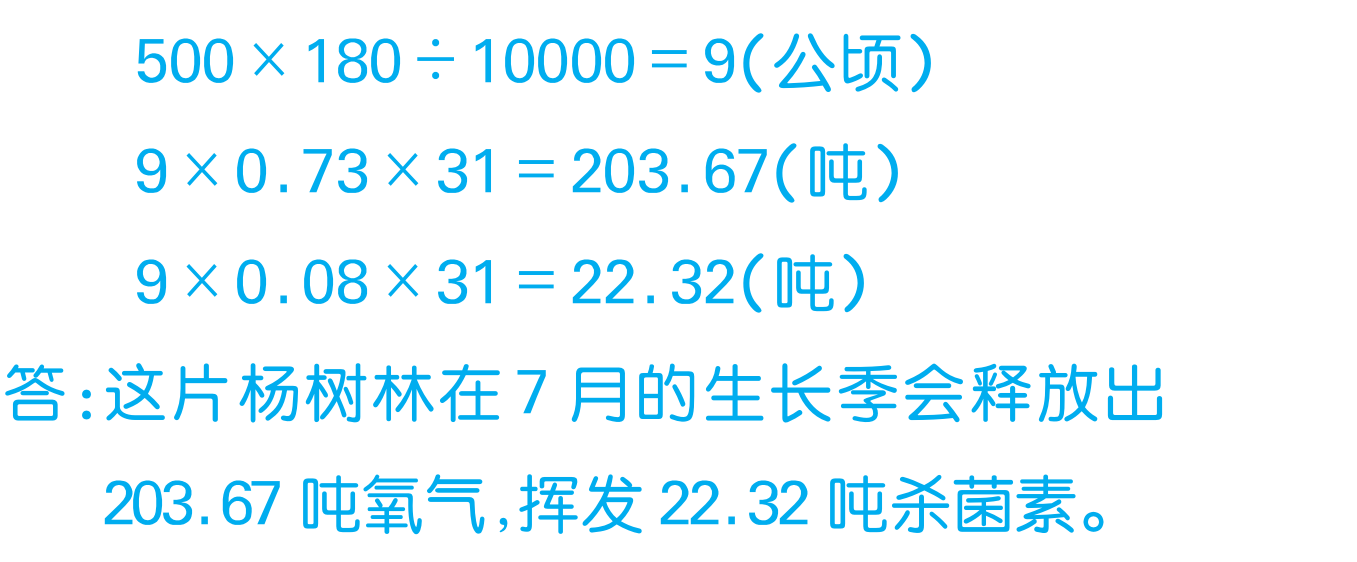 500×180÷10000=9(公顷)
9×0.73×31=203.67(吨)
9×0.08×31=22.32(吨)
答:这片杨树林在7月的生长季会释放出
203.67吨氧气,挥发22.32吨杀菌素。